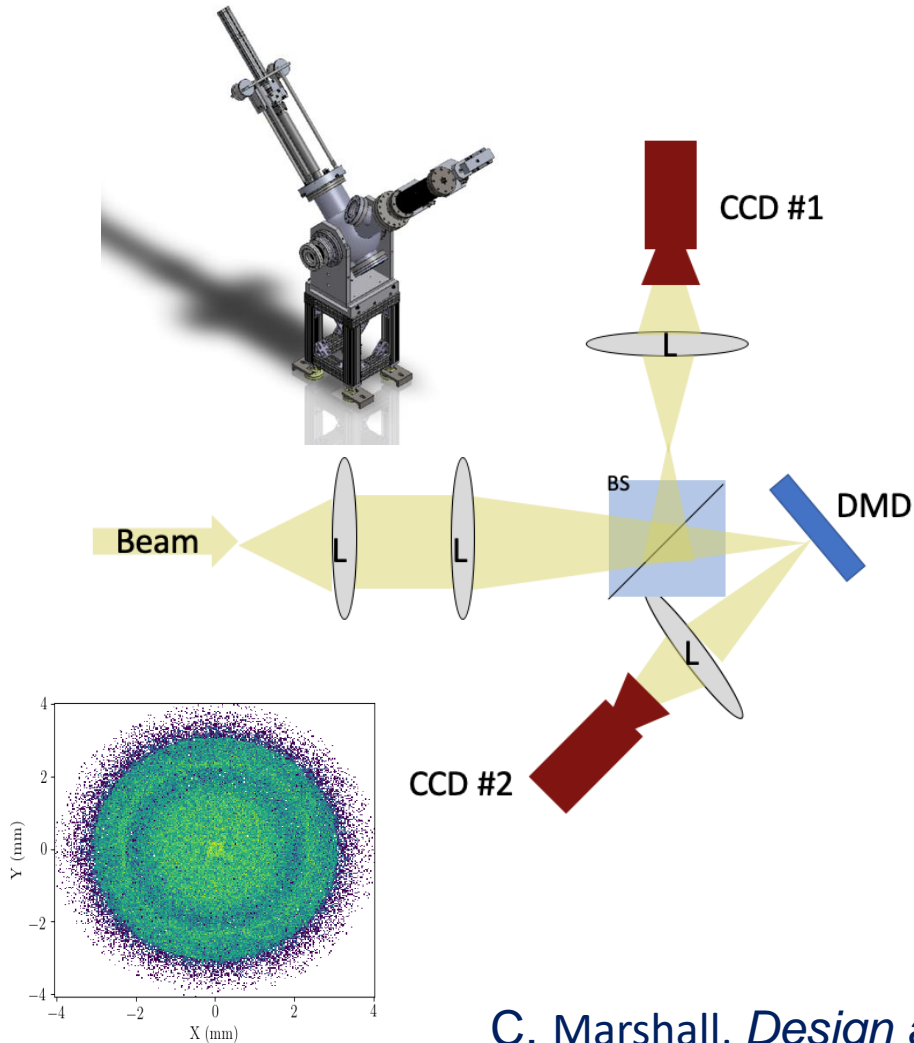 CCD #1
L
BS
DMD
Beam
L
L
L
CCD #2
4
2
0
−2
−4
Y (mm)
−4
−2
0
2
4
X (mm)
C. Marshall, Design a